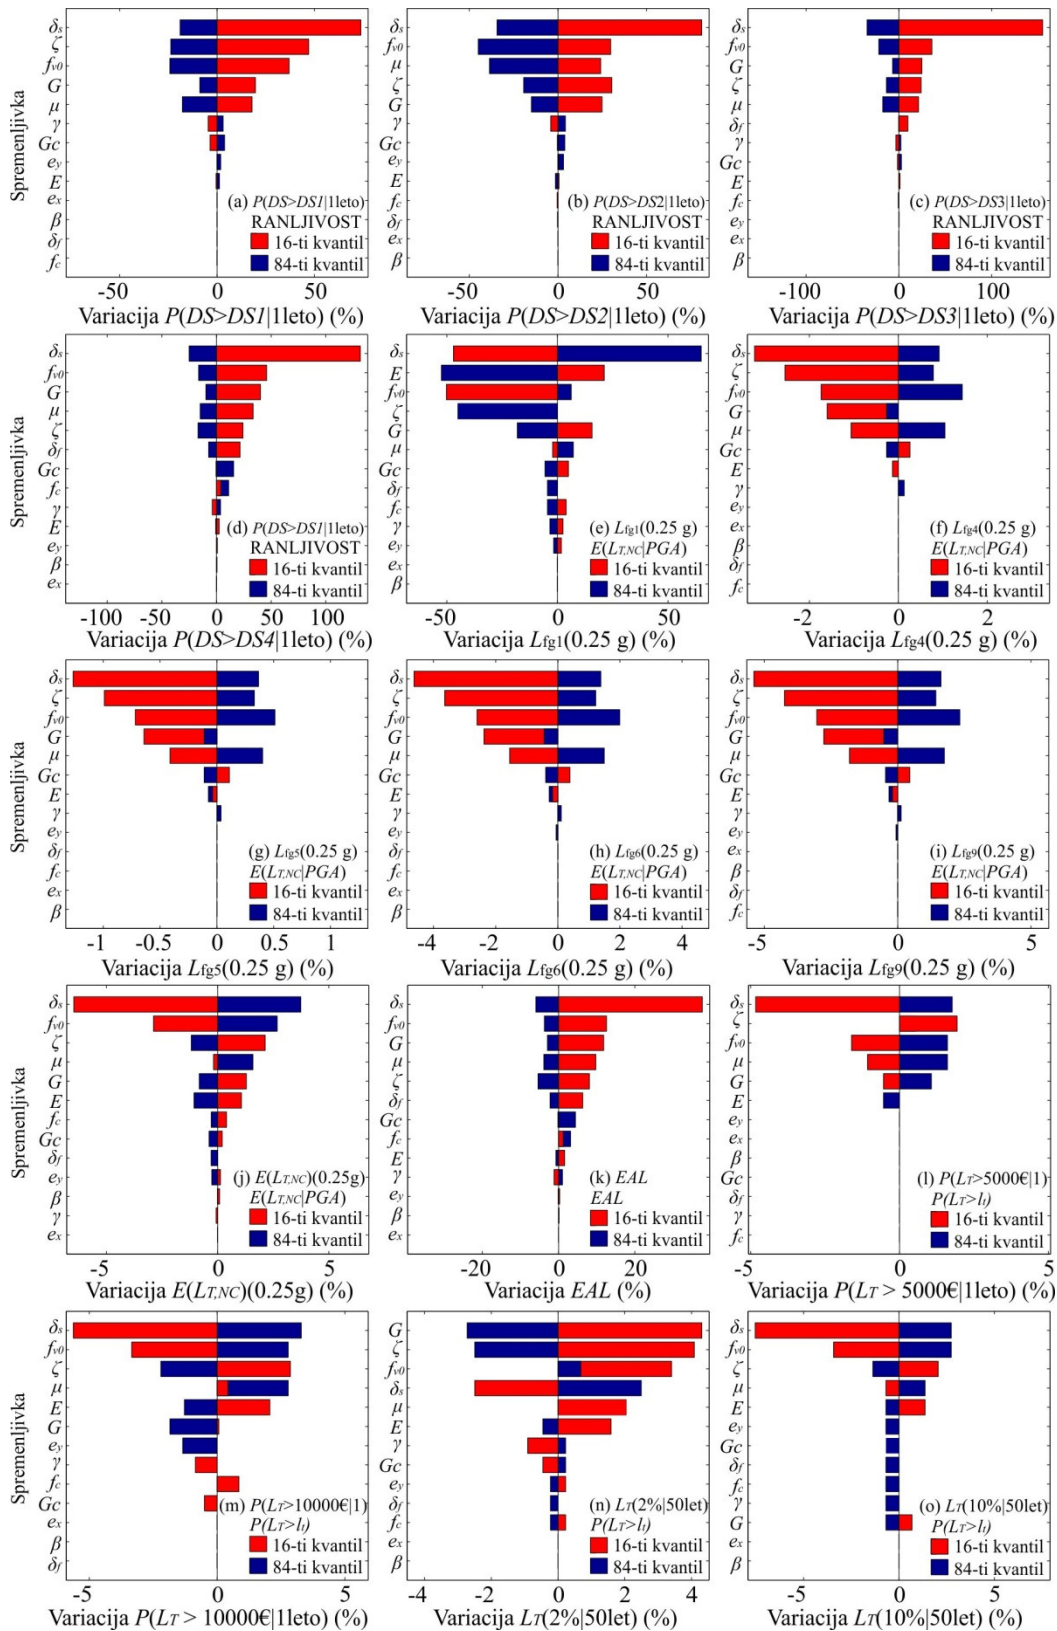 Spremenljivka
δs
ζ
fv0
G
μ
γ
Gc
ey
E
ex
β
δf
fc
(a) P(DS>DS1|1leto)
RANLJIVOST
16-ti kvantil
84-ti kvantil
-50 0 50
Variacija P(DS>DS1|1leto) (%)
δs
fv0
μ
ζ
G
γ
Gc
ey
E
fc
δf
ex
β
(b) P(DS>DS2|1leto)
RANLJIVOST
16-ti kvantil
84-ti kvantil
-50 0 50
Variacija P(DS>DS2|1leto) (%)
δs
fv0
G
ζ
μ
δf
γ
Gc
E
fc
ey
ex
β
(c) P(DS>DS3|1leto)
RANLJIVOST
16-ti kvantil
84-ti kvantil
-100 0 100
Variacija P(DS>DS3|1leto) (%)
Spremenljivka
δs
fv0
G
μ
ζ
δf
Gc
fc
γ
E
ey
β
ex
(d) P(DS>DS1|1leto)
RANLJIVOST
16-ti kvantil
84-ti kvantil
-100 -50 0 50 100
Variacija P(DS>DS4|1leto) (%)
δs
E
fv0
ζ
G
μ
Gc
δf
fc
γ
ey
ex
β
(e) Lfg1(0.25 g)
E(LT,NC|PGA)
16-ti kvantil
84-ti kvantil
-50 0 50
Variacija Lfg1(0.25 g) (%)
δs
ζ
fv0
G
μ
Gc
E
γ
ey
ex
β
δf
fc
(f) Lfg4(0.25 g)
E(LT,NC|PGA)
16-ti kvantil
84-ti kvantil
-2 0 2
Variacija Lfg4(0.25 g) (%)
Spremenljivka
δs
ζ
fv0
G
μ
Gc
E
γ
ey
δf
fc
ex
β
(g) Lfg5(0.25 g)
E(LT,NC|PGA)
16-ti kvantil
84-ti kvantil
-1 -0.5 0 0.5 1
Variacija Lfg5(0.25 g) (%)
δs
ζ
fv0
G
μ
Gc
E
γ
ey
δf
fc
ex
β
(h) Lfg6(0.25 g)
E(LT,NC|PGA)
16-ti kvantil
84-ti kvantil
-4 -2 0 2 4
Variacija Lfg6(0.25 g) (%)
δs
ζ
fv0
G
μ
Gc
E
γ
ey
ex
β
δf
fc
(i) Lfg9(0.25 g)
E(LT,NC|PGA)
16-ti kvantil
84-ti kvantil
-5 0 5
Variacija Lfg9(0.25 g) (%)
Spremenljivka
δs
fv0
ζ
μ
G
E
fc
Gc
δf
ey
β
γ
ex
(j) E(LT,NC)(0.25g)
E(LT,NC|PGA)
16-ti kvantil
84-ti kvantil
-5 0 5
Variacija E(LT,NC)(0.25g) (%)
δs
fv0
G
μ
ζ
δf
Gc
fc
E
γ
ey
β
ex
(k) EAL
EAL
16-ti kvantil
84-ti kvantil
-20 0 20
Variacija EAL (%)
δs
ζ
fv0
μ
G
E
ey
ex
β
Gc
δf
γ
fc
(l) P(LT>5000€|1)
P(LT>lt)
16-ti kvantil
84-ti kvantil
-5 0 5
Variacija P(LT > 5000€|1leto) (%)
Spremenljivka
δs
fv0
ζ
μ
E
G
ey
γ
fc
Gc
ex
β
δf
(m) P(LT>10000€|1)
P(LT>lt)
16-ti kvantil
84-ti kvantil
-5 0 5
Variacija P(LT > 10000€|1leto) (%)
G
ζ
fv0
δs
μ
E
γ
Gc
ey
δf
fc
ex
β
(n) LT(2%|50let)
P(LT>lt)
16-ti kvantil
84-ti kvantil
-4 -2 0 2 4
Variacija LT(2%|50let) (%)
δs
fv0
ζ
μ
E
ey
Gc
δf
fc
γ
G
ex
β
(o) LT(10%|50let)
P(LT>lt)
16-ti kvantil
84-ti kvantil
-5 0 5
Variacija LT(10%|50let) (%)